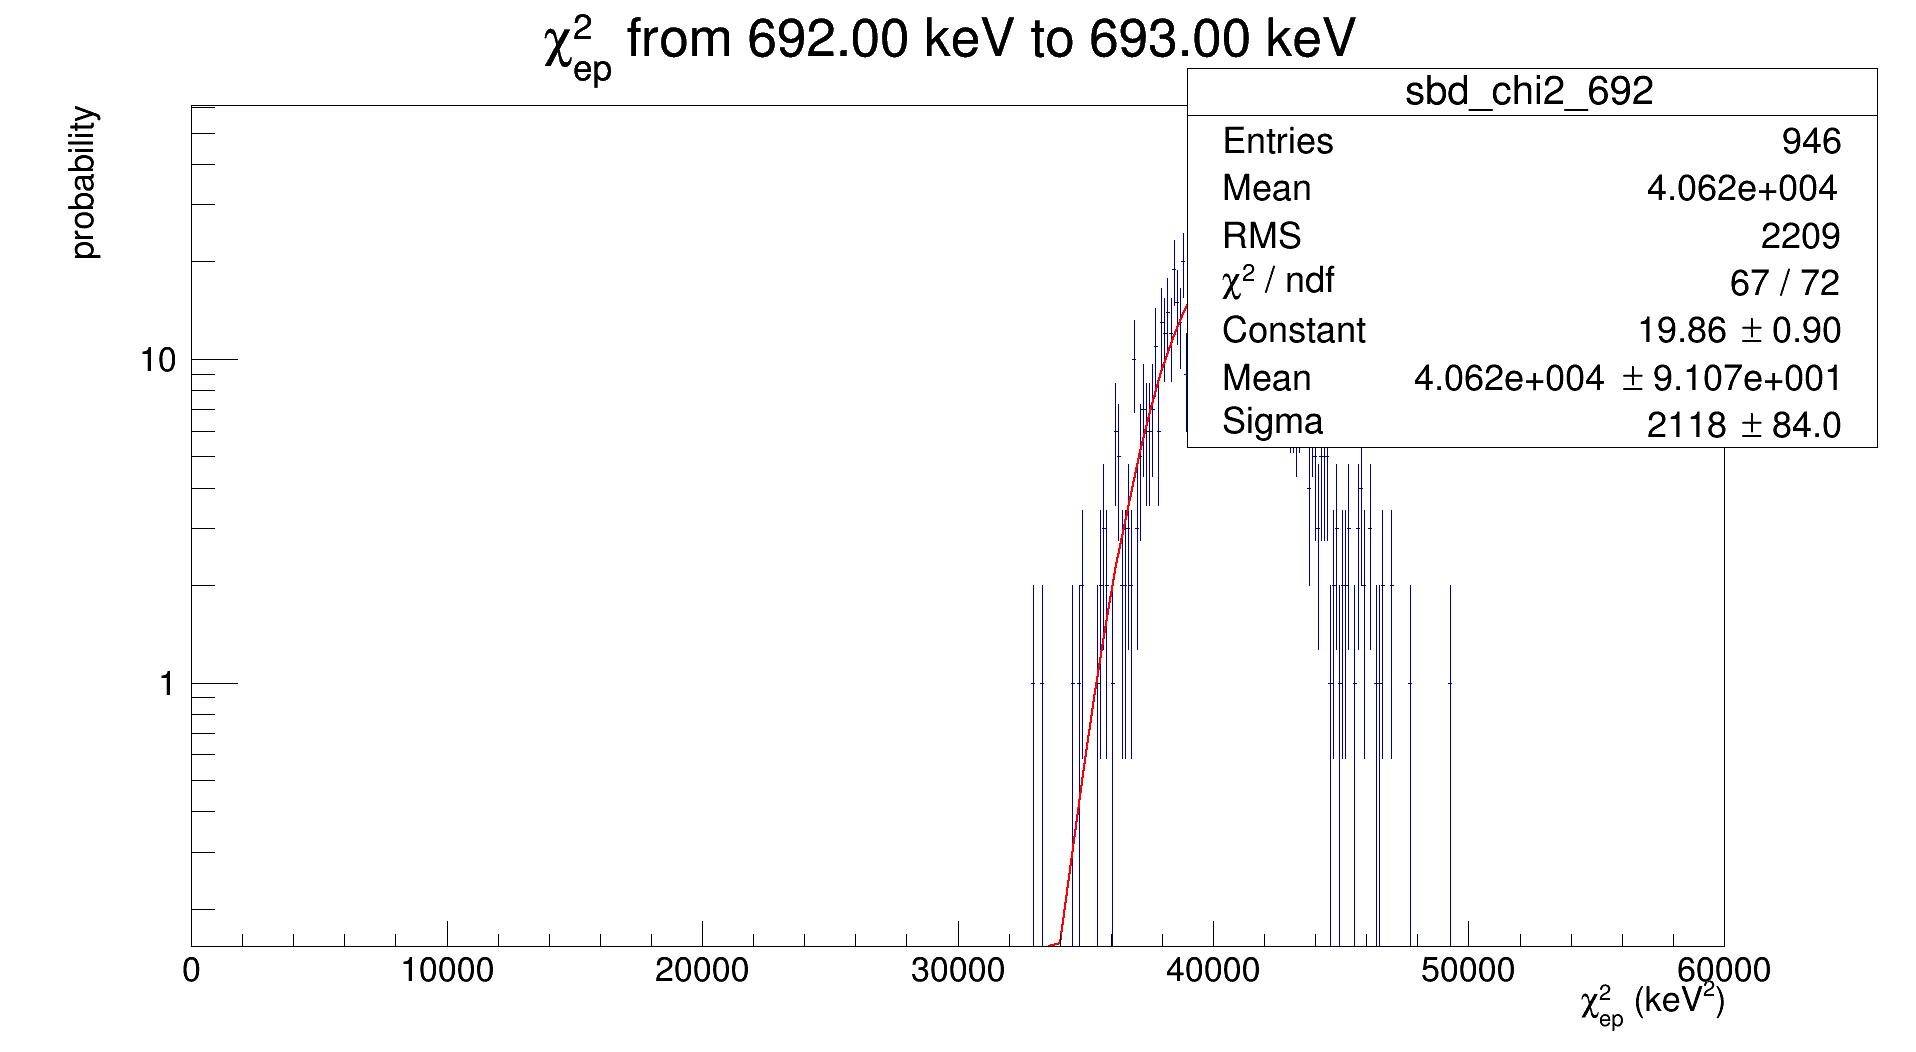 χ²ep from 692.00 keV to 693.00 keV
probability
sbd_chi2_692
Entries 946
Mean 4.062e+004
RMS 2209
χ² / ndf 67 / 72
Constant 19.86 ± 0.90
Mean 4.062e+004 ± 9.107e+001
Sigma 2118 ± 84.0
10
1
0 10000 20000 30000 40000 50000 60000
χ²ep (keV²)